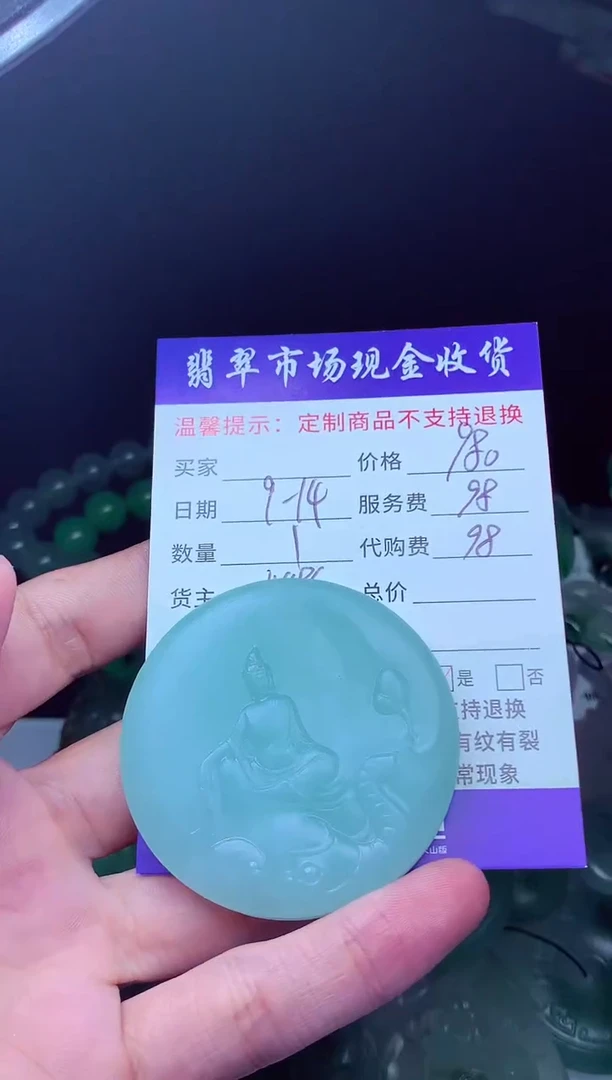 翡翠市场现金收货
温馨提示：定制商品不支持退换
买家 价格 980
日期 9-14 服务费 98
数量 1 代购费 98
货主 总价
是 否
持退换
有纹有裂
常现象